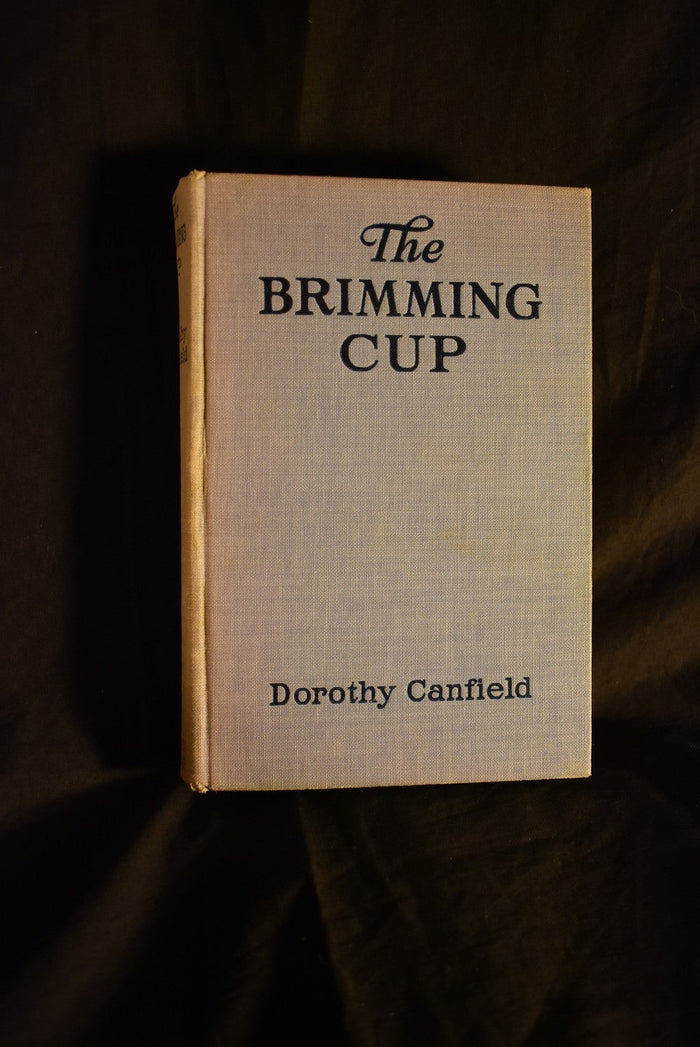 The
BRIMMING
CUP
Dorothy Canfield